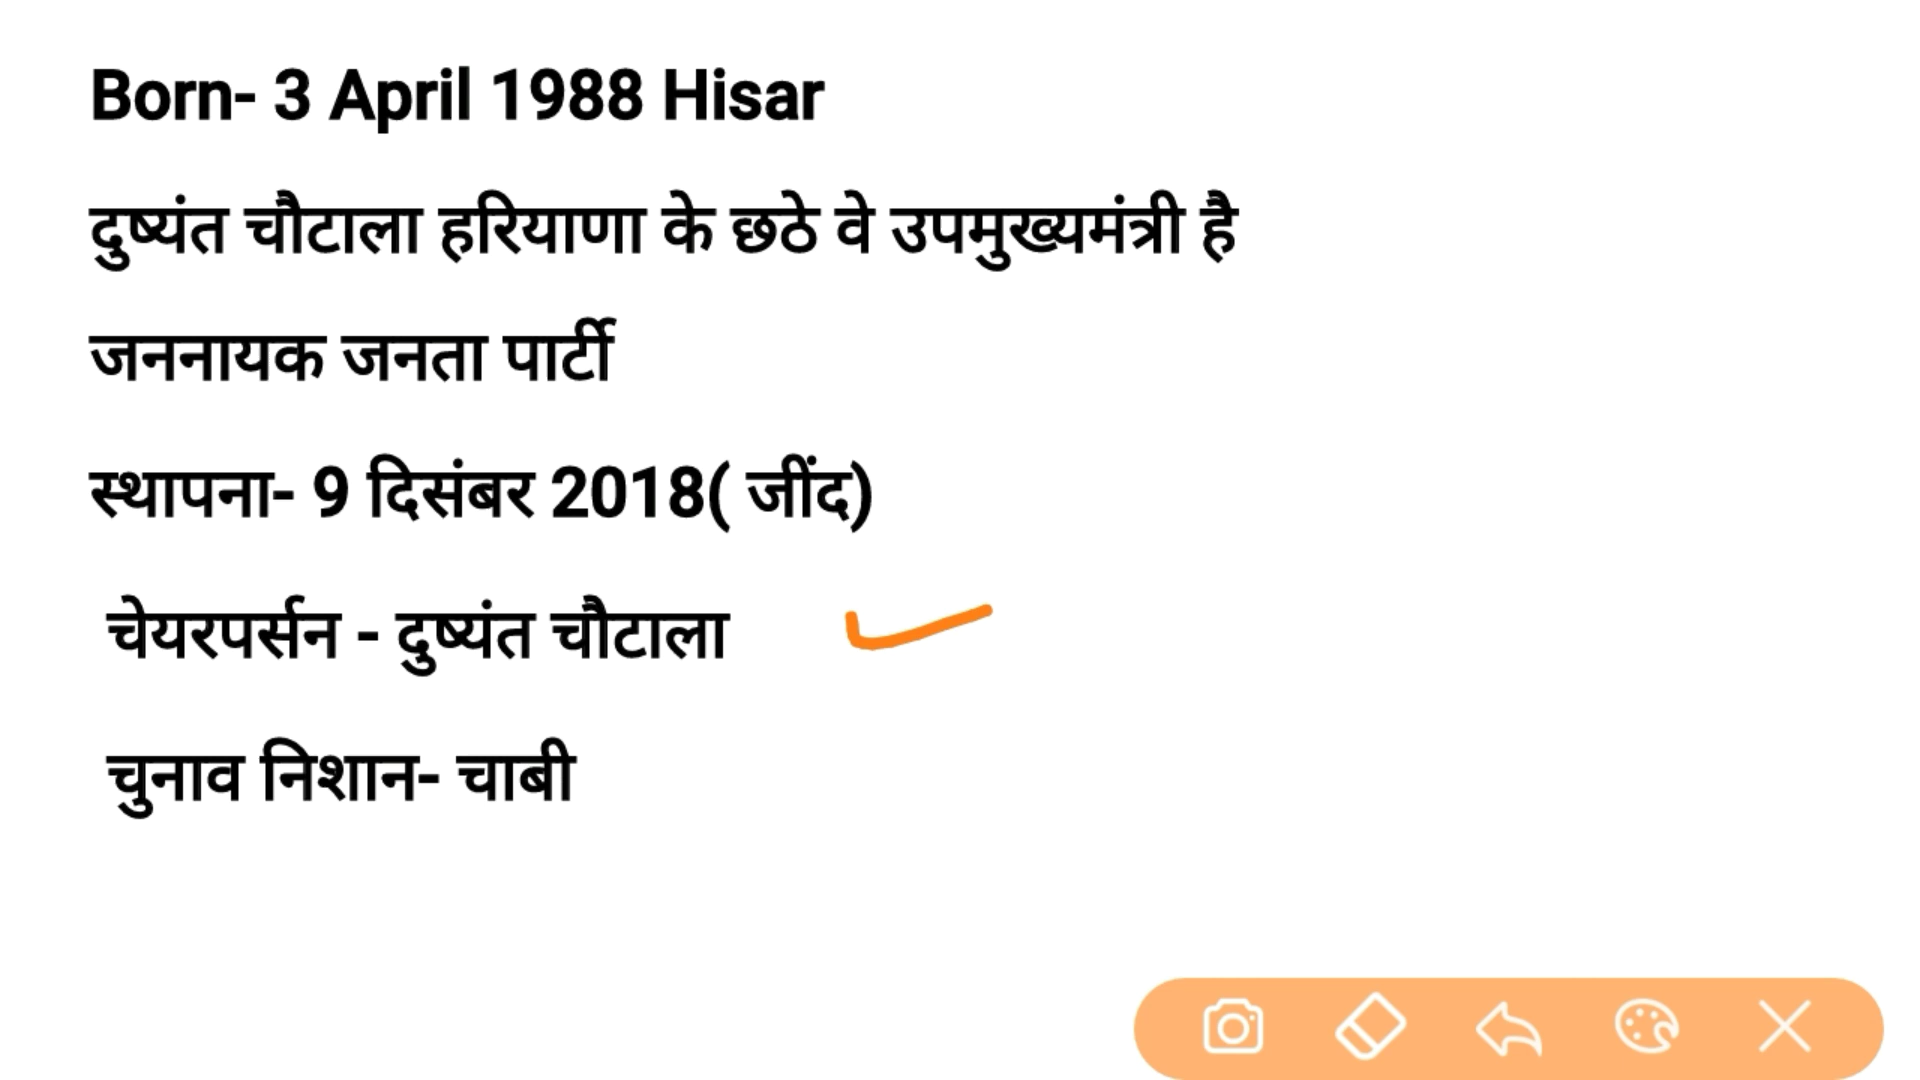 Born- 3 April 1988 Hisar
दुष्यंत चौटाला हरियाणा के छठे वे उपमुख्यमंत्री है
जननायक जनता पार्टी
स्थापना- 9 दिसंबर 2018( जींद)
चेयरपर्सन - दुष्यंत चौटाला
चुनाव निशान- चाबी